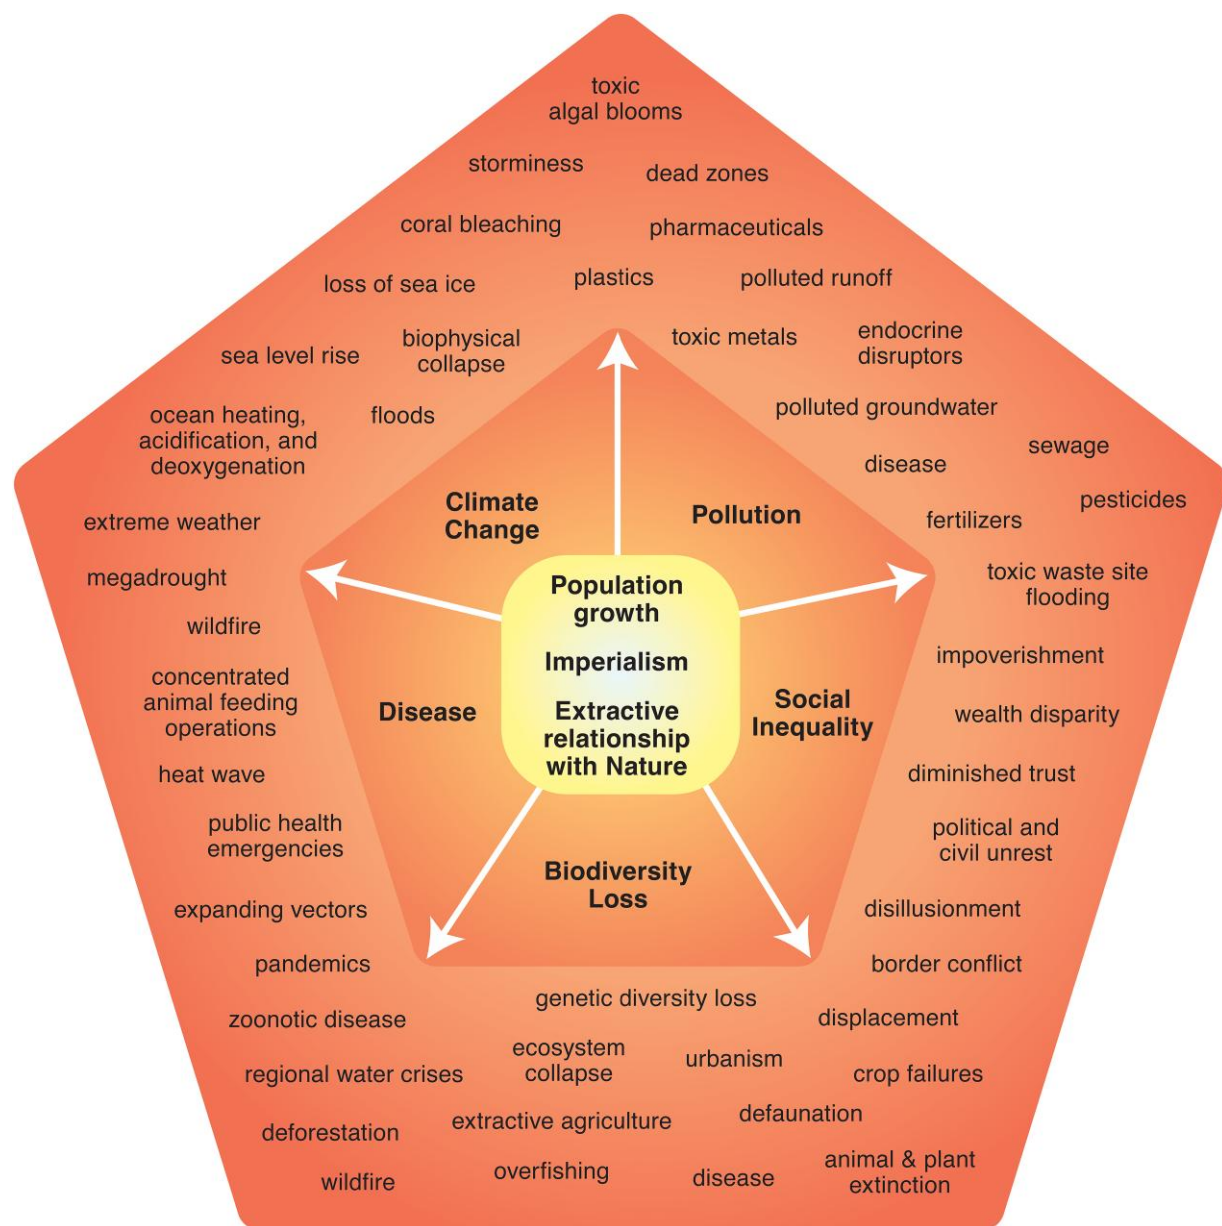 toxic
algal blooms
storminess
dead zones
coral bleaching
pharmaceuticals
plastics
polluted runoff
loss of sea ice
toxic metals
endocrine
disruptors
biophysical
collapse
sea level rise
polluted groundwater
ocean heating,
acidification, and
deoxygenation
floods
sewage
disease
pesticides
Climate
Change
Pollution
fertilizers
extreme weather
megadrought
toxic waste site
flooding
Population
growth
wildfire
Imperialism
impoverishment
concentrated
animal feeding
operations
Disease
Extractive
relationship
with Nature
Social
Inequality
wealth disparity
heat wave
diminished trust
public health
emergencies
political and
civil unrest
Biodiversity
Loss
expanding vectors
disillusionment
pandemics
border conflict
genetic diversity loss
zoonotic disease
displacement
ecosystem
collapse
urbanism
regional water crises
crop failures
extractive agriculture
defaunation
deforestation
overfishing
disease
animal & plant
extinction
wildfire